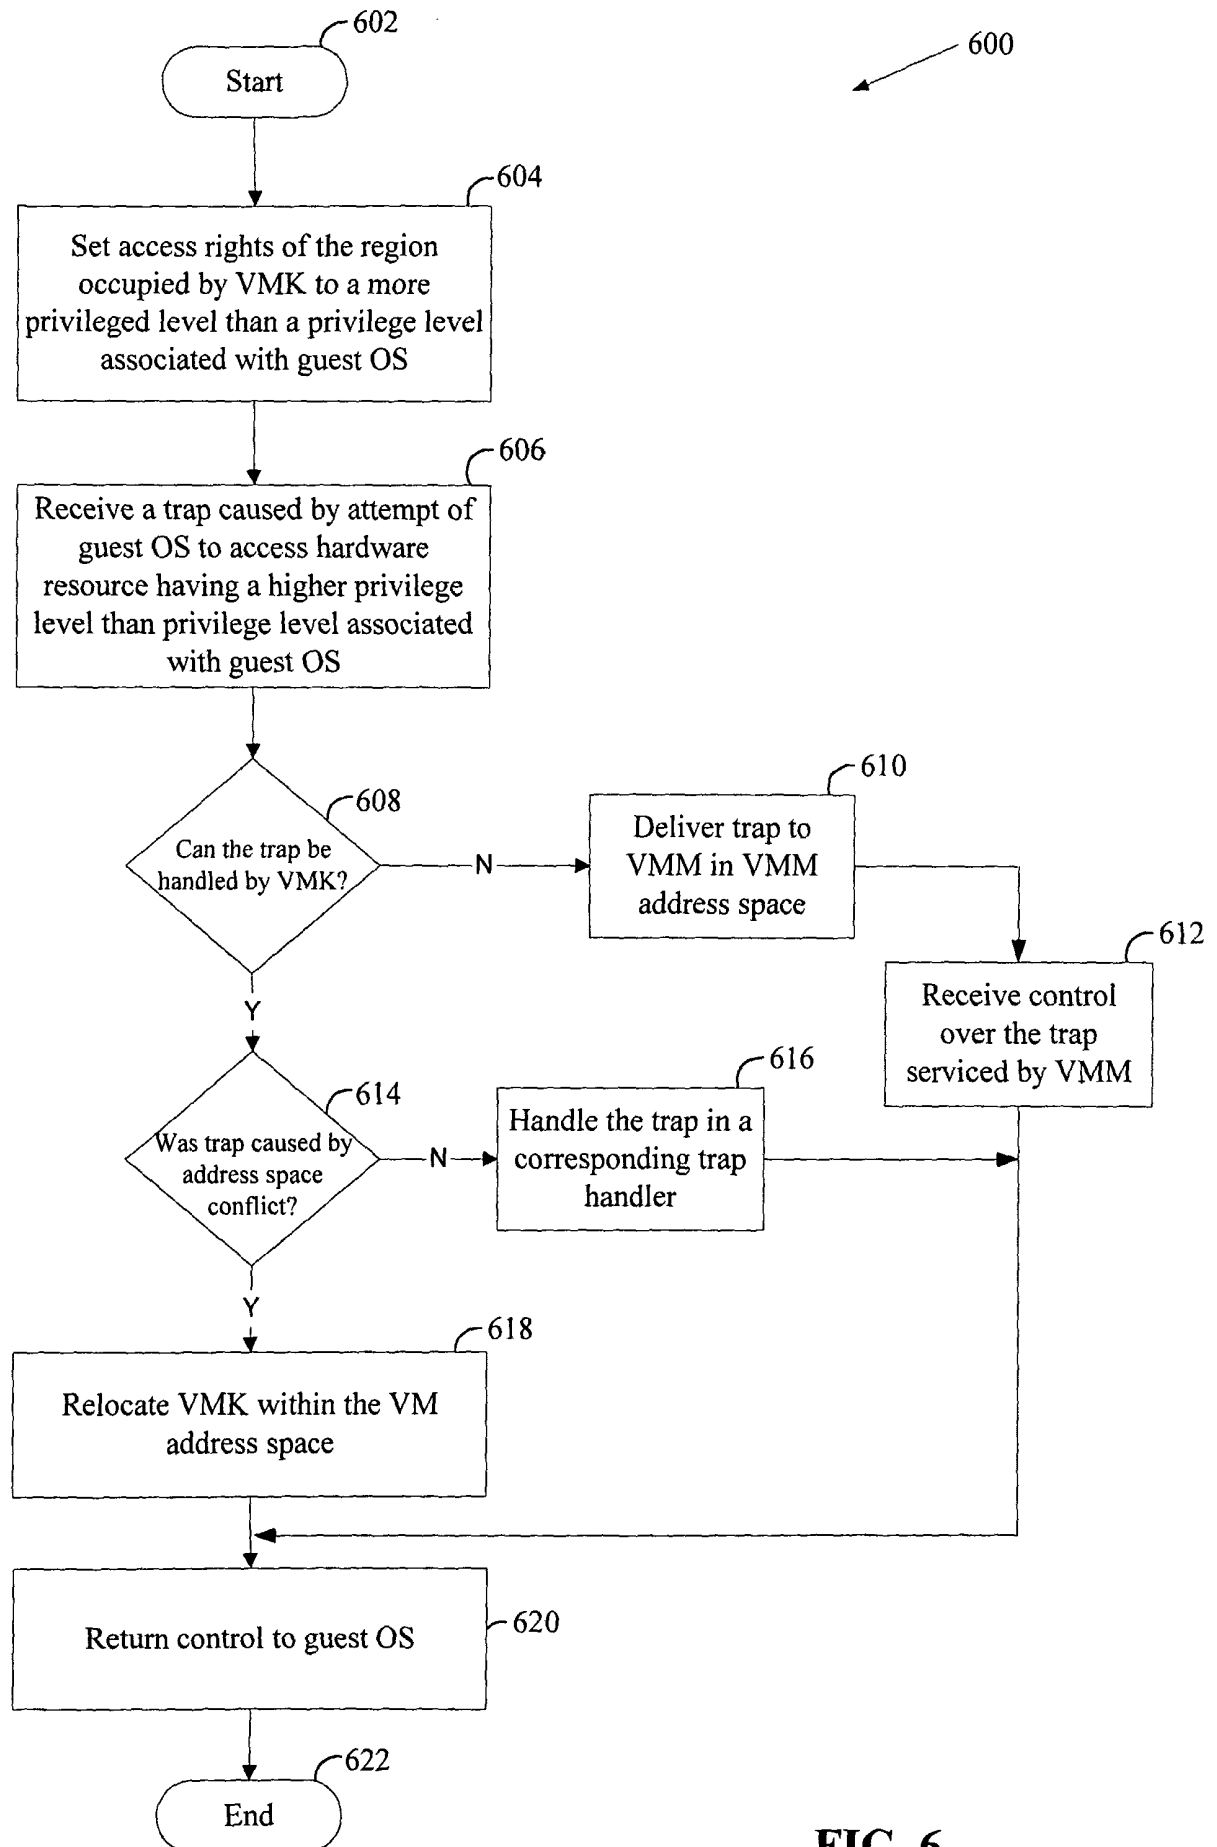 602
Start
600
604
Set access rights of the region
occupied by VMK to a more
privileged level than a privilege level
associated with guest OS
606
Receive a trap caused by attempt of
guest OS to access hardware
resource having a higher privilege
level than privilege level associated
with guest OS
608
Can the trap be
handled by VMK?
N
610
Deliver trap to
VMM in VMM
address space
612
Receive control
over the trap
serviced by VMM
Y
614
Was trap caused by
address space
conflict?
N
616
Handle the trap in a
corresponding trap
handler
Y
618
Relocate VMK within the VM
address space
620
Return control to guest OS
622
End
FIG. 6